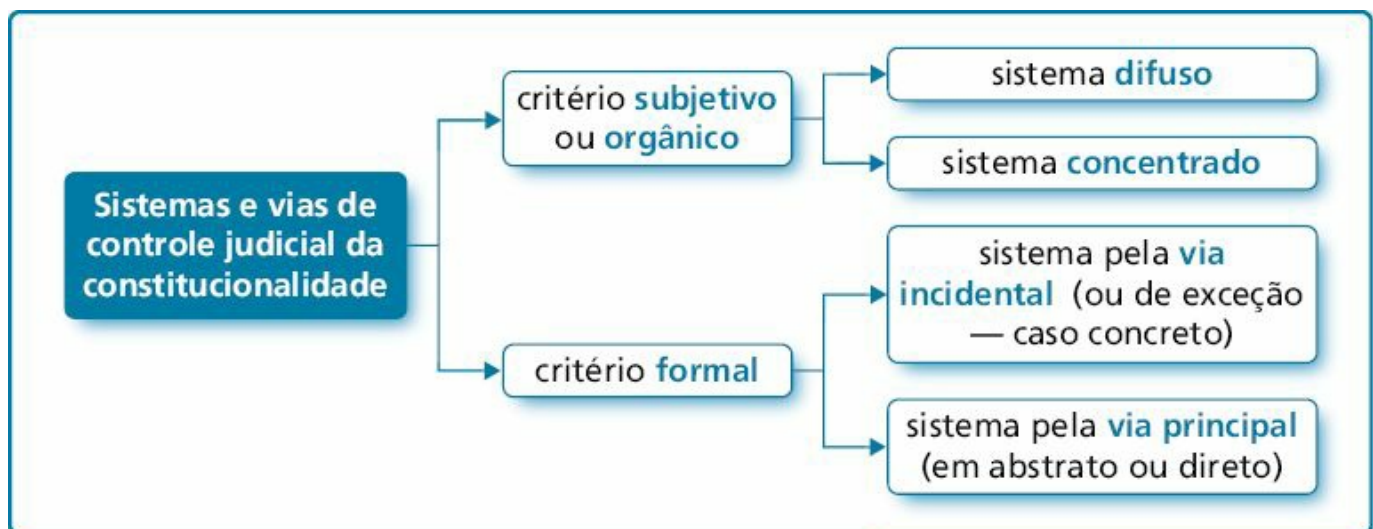 Sistemas e vias de
controle judicial da
constitucionalidade
critério subjetivo
ou orgânico
sistema difuso
sistema concentrado
critério formal
sistema pela via
incidental (ou de exceção
— caso concreto)
sistema pela via principal
(em abstrato ou direto)